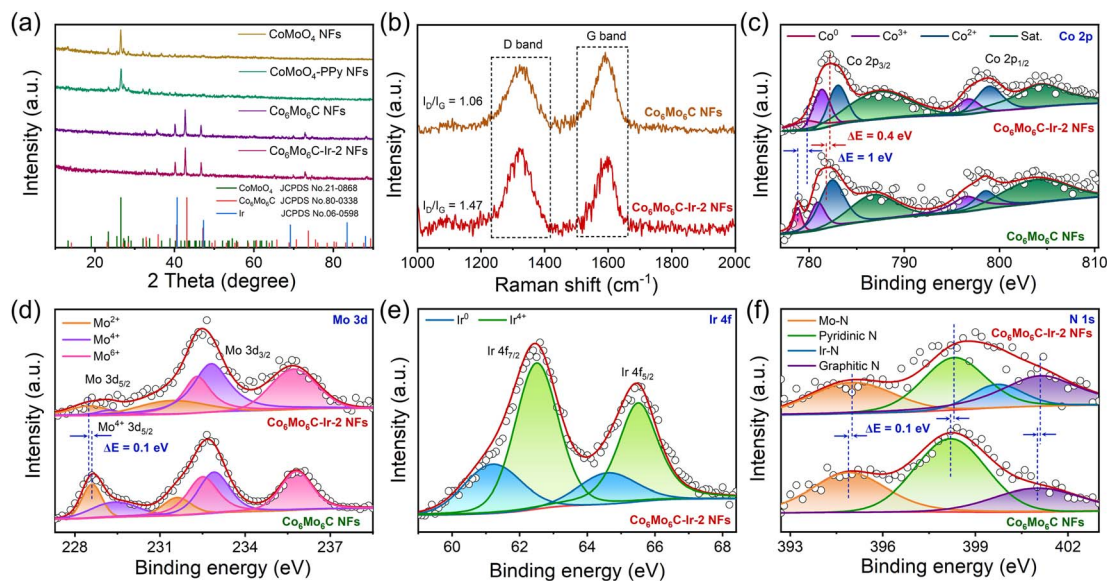 (a)
CoMoO₄ NFs
CoMoO₄-PPy NFs
Co₆Mo₆C NFs
Co₆Mo₆C-Ir-2 NFs
CoMoO₄ JCPDS No.21-0868
Co₆Mo₆C JCPDS No.80-0338
Ir JCPDS No.06-0598
Intensity (a.u.)
20 40 60 80
2 Theta (degree)
(b)
D band
G band
I_D/I_G = 1.06
Co₆Mo₆C NFs
I_D/I_G = 1.47
Co₆Mo₆C-Ir-2 NFs
Intensity (a.u.)
1000 1200 1400 1600 1800 2000
Raman shift (cm⁻¹)
(c)
Co⁰ Co³⁺ Co²⁺ Sat. Co 2p
Co 2p₃/₂
Co 2p₁/₂
Co₆Mo₆C-Ir-2 NFs
ΔE = 0.4 eV
ΔE = 1 eV
Co₆Mo₆C NFs
Intensity (a.u.)
780 790 800 810
Binding energy (eV)
(d)
Mo²⁺
Mo⁴⁺
Mo⁶⁺
Mo 3d
Mo 3d₃/₂
Mo 3d₅/₂
Mo⁴⁺ 3d₅/₂
Co₆Mo₆C-Ir-2 NFs
ΔE = 0.1 eV
Co₆Mo₆C NFs
Intensity (a.u.)
228 231 234 237
Binding energy (eV)
(e)
Ir⁰ Ir⁴⁺
Ir 4f
Ir 4f₇/₂
Ir 4f₅/₂
Co₆Mo₆C-Ir-2 NFs
Intensity (a.u.)
60 62 64 66 68
Binding energy (eV)
(f)
Mo-N
Pyridinic N
Ir-N
Graphitic N
N 1s
Co₆Mo₆C-Ir-2 NFs
ΔE = 0.1 eV
Co₆Mo₆C NFs
Intensity (a.u.)
393 396 399 402
Binding energy (eV)